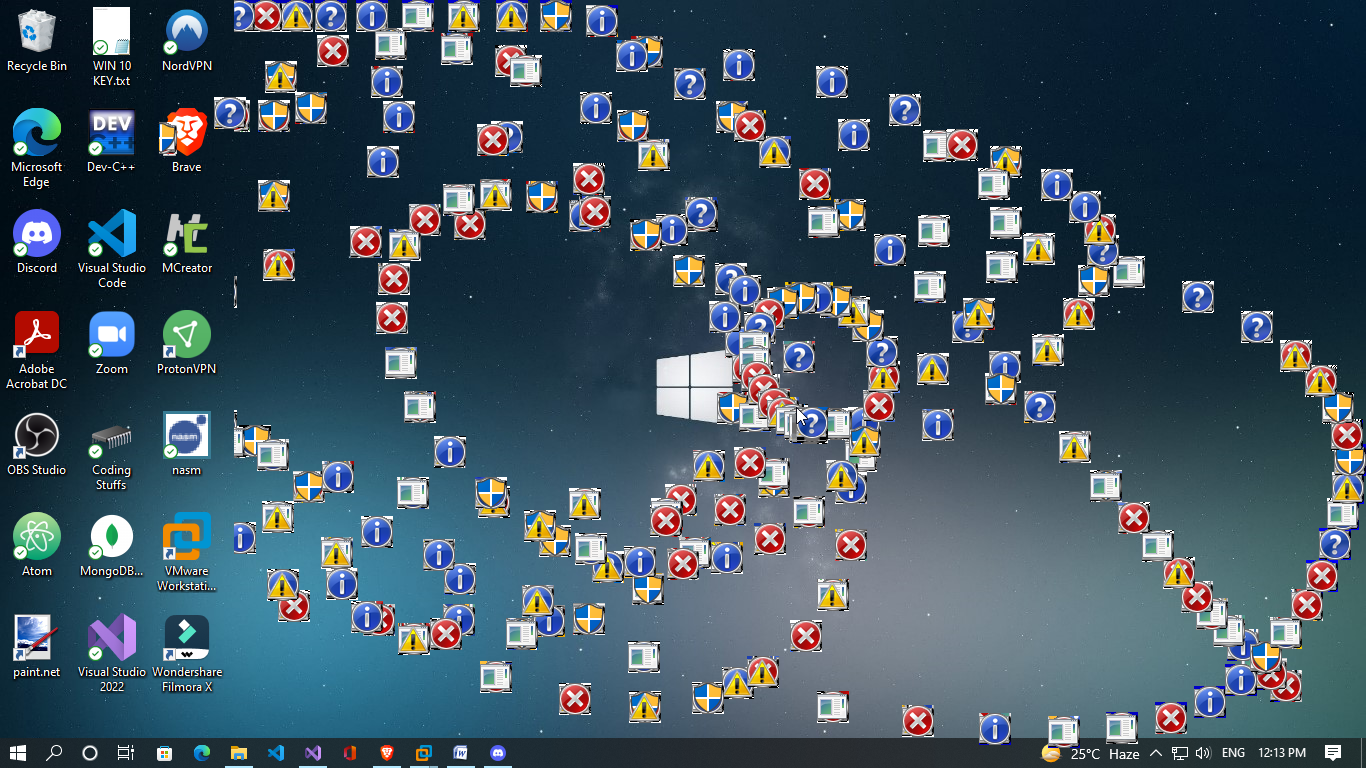 Recycle Bin
WIN 10
KEY.txt
NordVPN
Microsoft
Edge
DEV
C++
Dev-C++
Brave
Discord
Visual Studio
Code
MCreator
Adobe
Acrobat DC
Zoom
ProtonVPN
OBS Studio
Coding
Stuffs
nasm
nasm
Atom
MongoDB...
VMware
Workstati...
paint.net
Visual Studio
2022
Wondershare
Filmora X
25°C Haze
ENG
12:13 PM